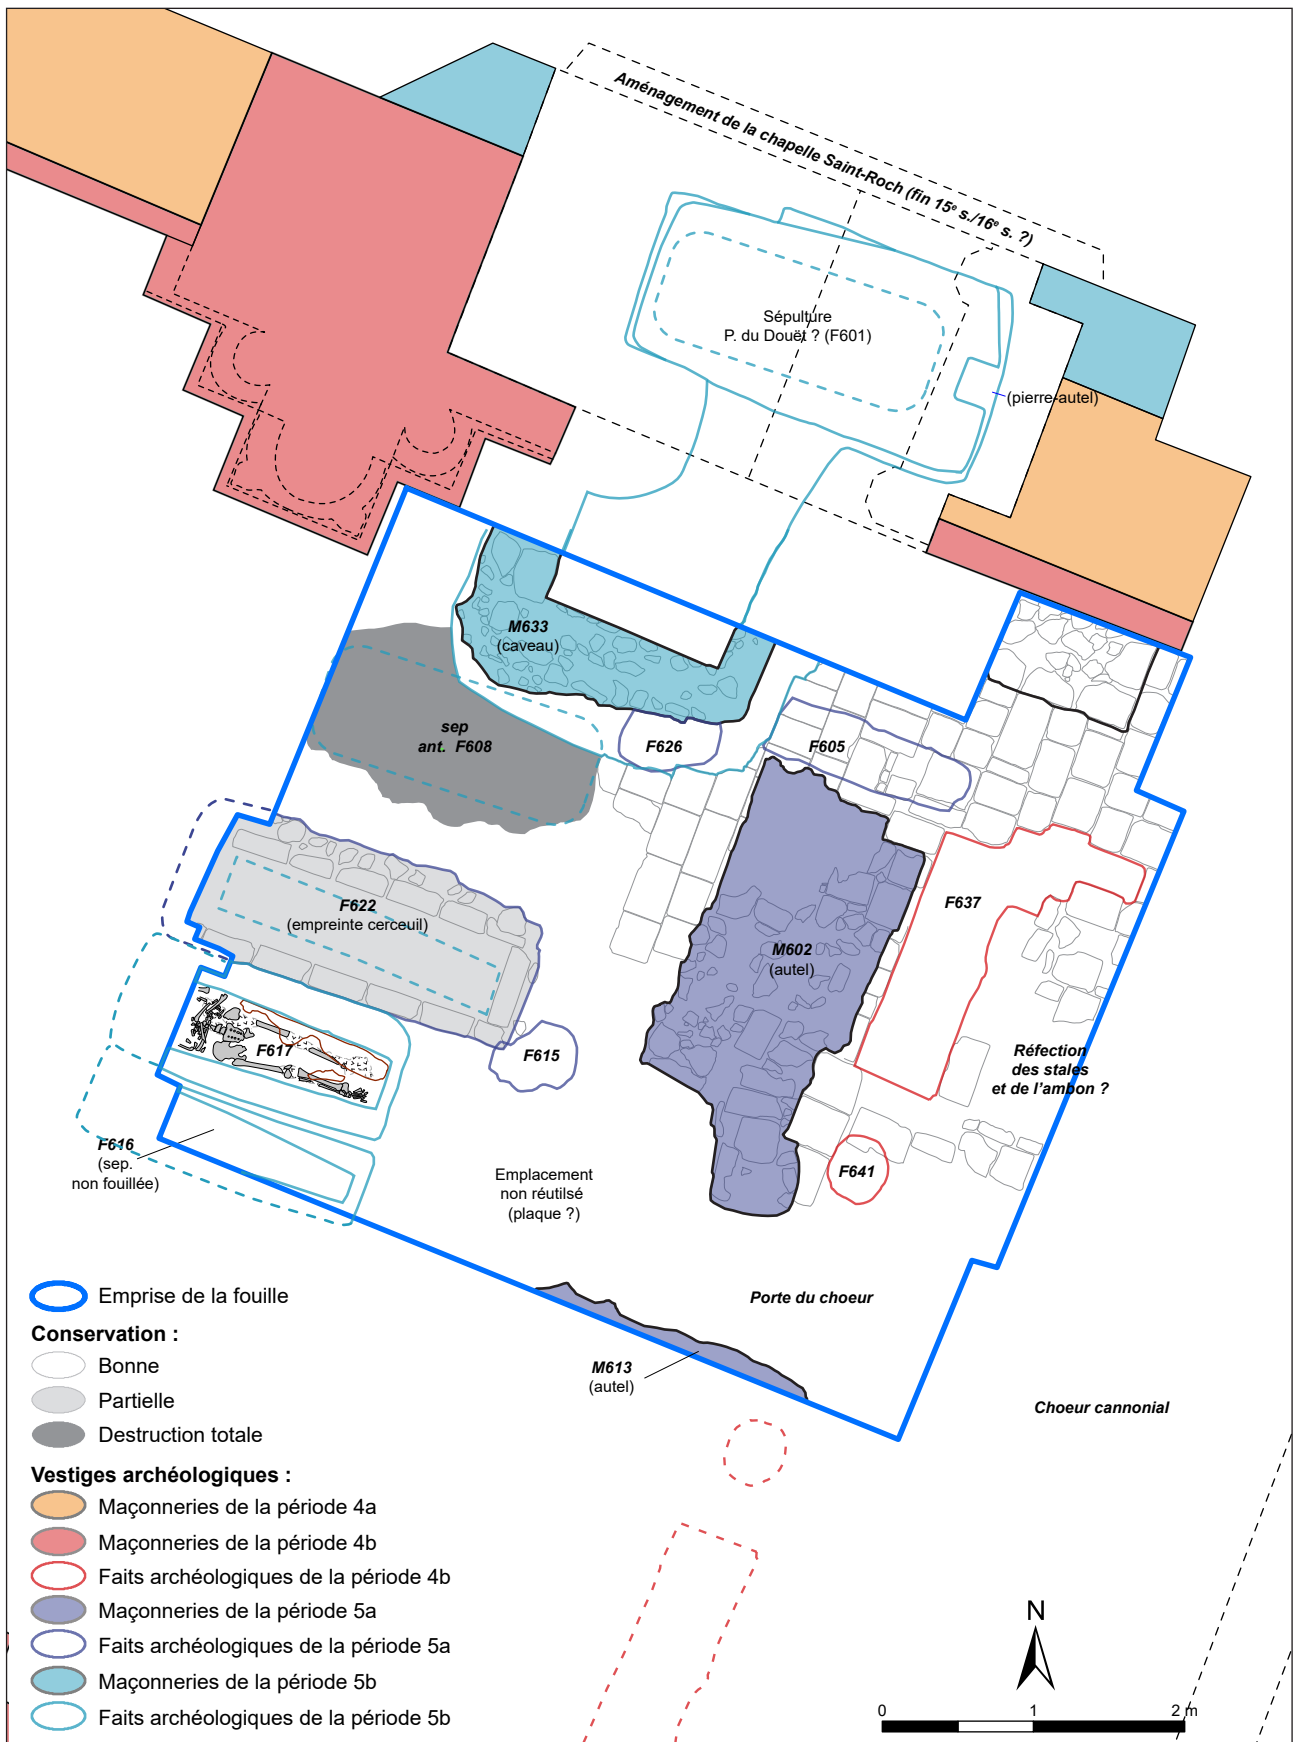 Aménagement de la chapelle Saint-Roch (fin 15e s./16e s. ?)
Sépulture
P. du Douët ? (F601)
(pierre-autel)
M633
(caveau)
sep
ant. F608
F626
F605
F622
(empreinte cerceuil)
F637
M602
(autel)
F617
F615
Réfection
des stales
et de l'ambon ?
F616
(sep.
non fouillée)
F641
Emplacement
non réutilsé
(plaque ?)
Porte du choeur
M613
(autel)
Choeur cannonial
Emprise de la fouille
Conservation :
Bonne
Partielle
Destruction totale
Vestiges archéologiques :
Maçonneries de la période 4a
Maçonneries de la période 4b
Faits archéologiques de la période 4b
Maçonneries de la période 5a
Faits archéologiques de la période 5a
Maçonneries de la période 5b
Faits archéologiques de la période 5b
N
0 1 2 m